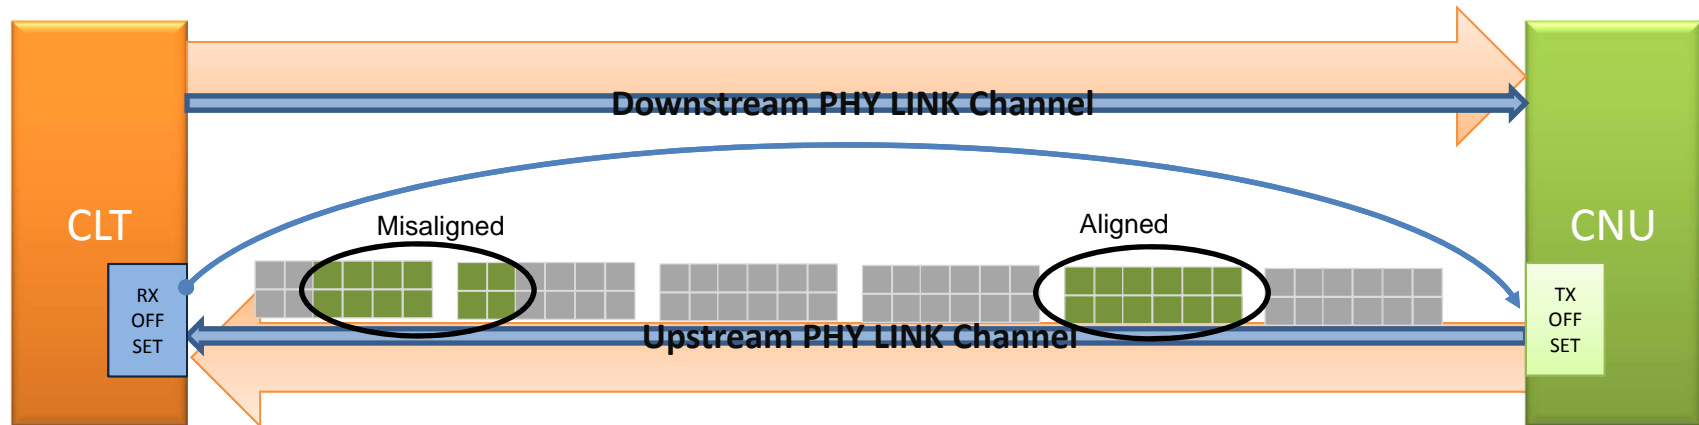 Downstream PHY LINK Channel
Misaligned
Aligned
CLT
CNU
RX
OFF
SET
TX
OFF
SET
Upstream PHY LINK Channel